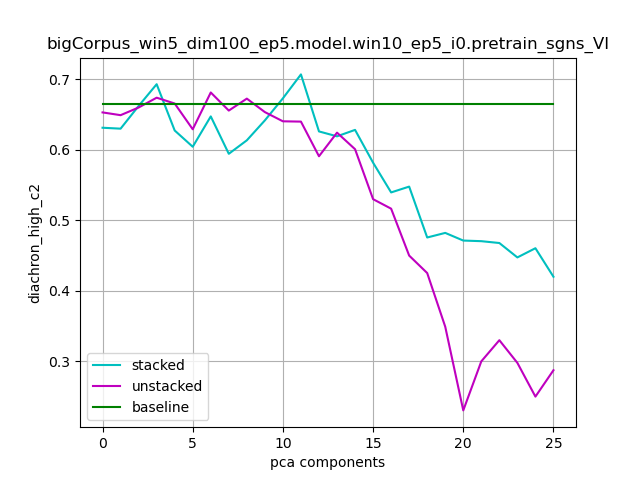 bigCorpus_win5_dim100_ep5.model.win10_ep5_i0.pretrain_sgns_VI
0.7
0.6
0.5
0.4
0.3
diachron_high_c2
stacked
unstacked
baseline
0 5 10 15 20 25
pca components